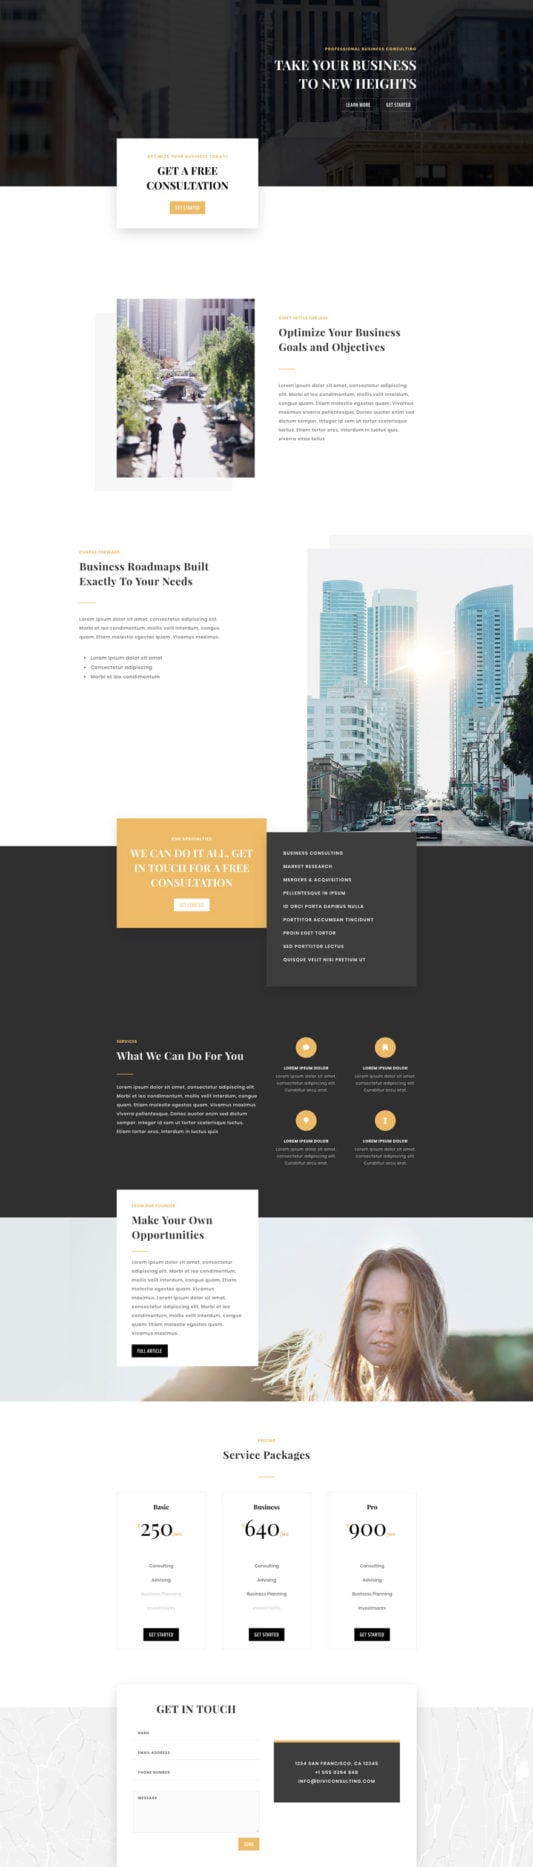 PROFESSIONAL BUSINESS CONSULTING
TAKE YOUR BUSINESS
TO NEW HEIGHTS
LEARN MORE
GET STARTED
OPTIMIZE YOUR BUSINESS TODAY!
GET A FREE
CONSULTATION
GET STARTED
DON'T SETTLE FOR LESS
Optimize Your Business
Goals and Objectives
Lorem ipsum dolor sit amet, consectetur adipiscing
elit. Morbi et leo condimentum, mollis velit interdum,
congue quam. Etiam molestie egestas quam. Vivamus
maximus viverra pellentesque. Donec auctor enim sed
dictum semper. Integer id sem ut tortor scelerisque
luctus. Etiam tortor eros, interdum in luctus quis,
viverra vitae tellus
CHARGE FORWARD
Business Roadmaps Built
Exactly To Your Needs
Lorem ipsum dolor sit amet, consectetur adipiscing elit.
Morbi et leo condimentum, mollis velit interdum, congue
quam. Etiam molestie egestas quam. Vivamus maximus.
• Lorem ipsum dolor sit amet
• Consectetur adipiscing
• Morbi et leo condimentum
OUR SPECIALTIES
WE CAN DO IT ALL, GET
IN TOUCH FOR A FREE
CONSULTATION
GET STARTED
BUSINESS CONSULTING
MARKET RESEARCH
MERGERS & ACQUISITIONS
PELLENTESQUE IN IPSUM
ID ORCI PORTA DAPIBUS NULLA
PORTTITOR ACCUMSAN TINCIDUNT
PROIN EGET TORTOR
SED PORTTITOR LECTUS
QUISQUE VELIT NISI PRETIUM UT
SERVICES
What We Can Do For You
Lorem ipsum dolor sit amet, consectetur adipiscing elit.
Morbi et leo condimentum, mollis velit interdum, congue
quam. Etiam molestie egestas quam. Vivamus maximus
viverra pellentesque. Donec auctor enim sed dictum
semper. Integer id sem ut tortor scelerisque luctus.
Etiam tortor eros, interdum in luctus quis
LOREM IPSUM DOLOR
Lorem ipsum dolor sit amet,
consectetur adipiscing elit.
Curabitur arcu erat.
LOREM IPSUM DOLOR
Lorem ipsum dolor sit amet,
consectetur adipiscing elit.
Curabitur arcu erat.
LOREM IPSUM DOLOR
Lorem ipsum dolor sit amet,
consectetur adipiscing elit.
Curabitur arcu erat.
LOREM IPSUM DOLOR
Lorem ipsum dolor sit amet,
consectetur adipiscing elit.
Curabitur arcu erat.
FROM OUR FOUNDER
Make Your Own
Opportunities
Lorem ipsum dolor sit amet, consectetur
adipiscing elit. Morbi et leo condimentum,
mollis velit interdum, congue quam. Etiam
molestie egestas quam. Vivamus
maximus. Lorem ipsum dolor sit amet,
consectetur adipiscing elit. Morbi et leo
condimentum, mollis velit interdum, congue
quam. Etiam molestie egestas quam.
Vivamus maximus.
FULL ARTICLE
PRICING
Service Packages
Basic
$250/mo
Consulting
Advising
Business Planning
Investments
GET STARTED
Business
$640/mo
Consulting
Advising
Business Planning
Investments
GET STARTED
Pro
$900/mo
Consulting
Advising
Business Planning
Investments
GET STARTED
GET IN TOUCH
NAME
EMAIL ADDRESS
PHONE NUMBER
MESSAGE
SEND
1234 SAN FRANCISCO, CA 12345
+1 555 0394 848
INFO@DIVICONSULTING.COM